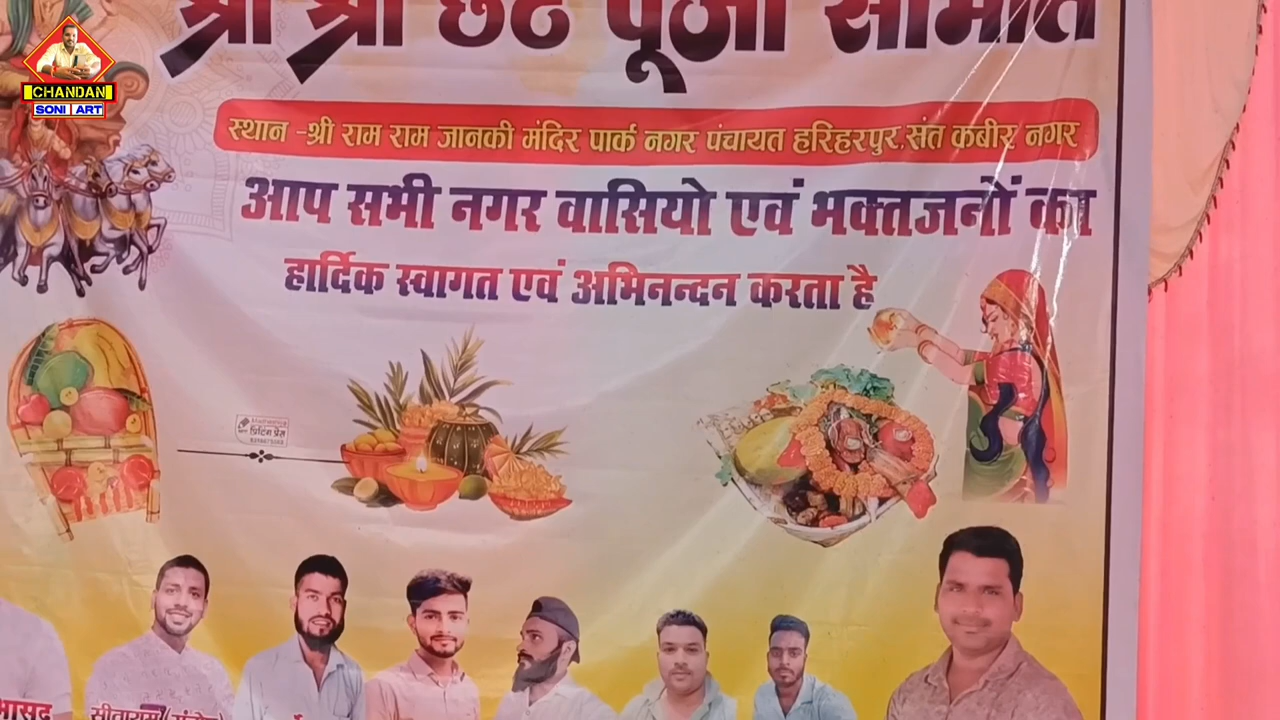 श्री श्री छठ पूजा समिति
CHANDAN
SONI ART
स्थान -श्री राम राम जानकी मंदिर पार्क नगर पंचायत हरिहरपुर.संत कबीर नगर
आप सभी नगर वासियो एवं भक्तजनों का
हार्दिक स्वागत एवं अभिनन्दन करता है
प्रिंटिंग प्रेस
सीताराम